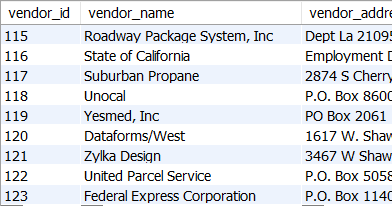 vendor_id vendor_name vendor_addre
115 Roadway Package System, Inc Dept La 21095
116 State of California Employment D
117 Suburban Propane 2874 S Cherry
118 Unocal P.O. Box 8600
119 Yesmed, Inc PO Box 2061
120 Dataforms/West 1617 W. Shaw
121 Zylka Design 3467 W Shaw
122 United Parcel Service P.O. Box 5058
123 Federal Express Corporation P.O. Box 1140